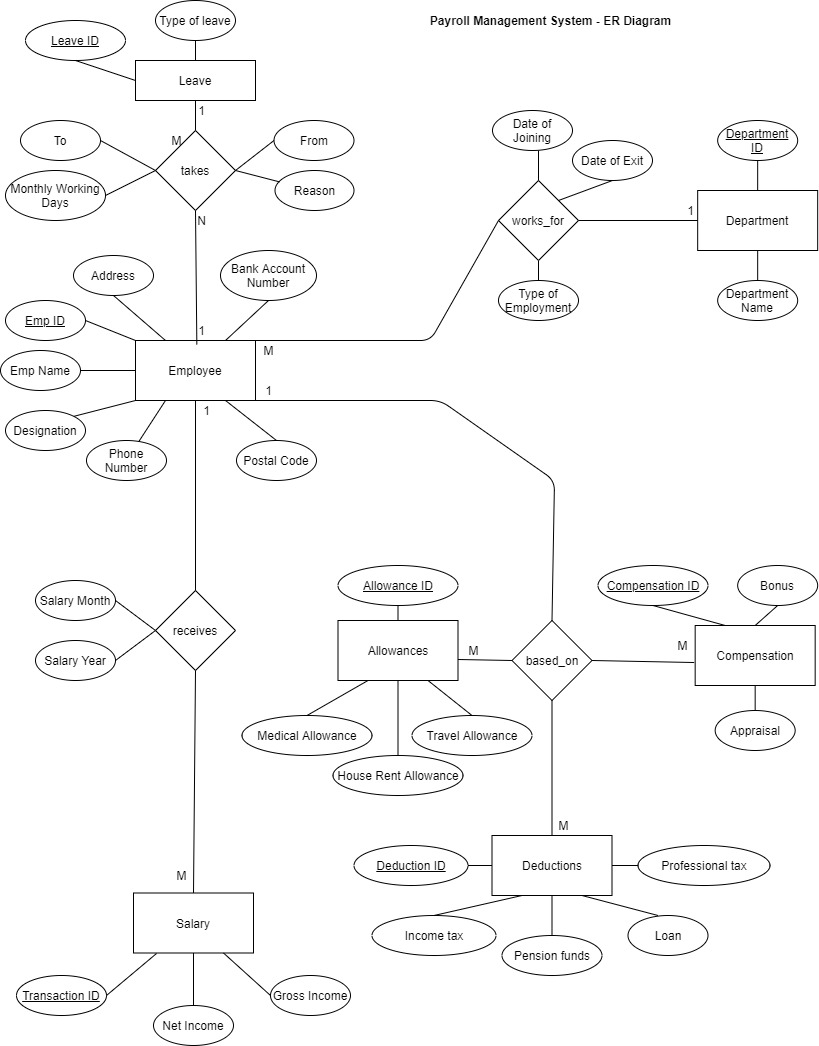 Payroll Management System - ER Diagram
Type of leave
Leave ID
Leave
1
M
To
takes
From
Monthly Working
Days
Reason
N
Date of
Joining
Date of Exit
Department
ID
works_for
1
Department
Type of
Employment
Department
Name
Address
Bank Account
Number
Emp ID
1
M
Emp Name
Employee
1
Designation
1
Phone
Number
Postal Code
Salary Month
receives
Salary Year
Allowance ID
Compensation ID
Bonus
Allowances
M
based_on
M
Compensation
Medical Allowance
Travel Allowance
Appraisal
House Rent Allowance
M
Deduction ID
Deductions
Professional tax
Income tax
Pension funds
Loan
M
Salary
Transaction ID
Net Income
Gross Income